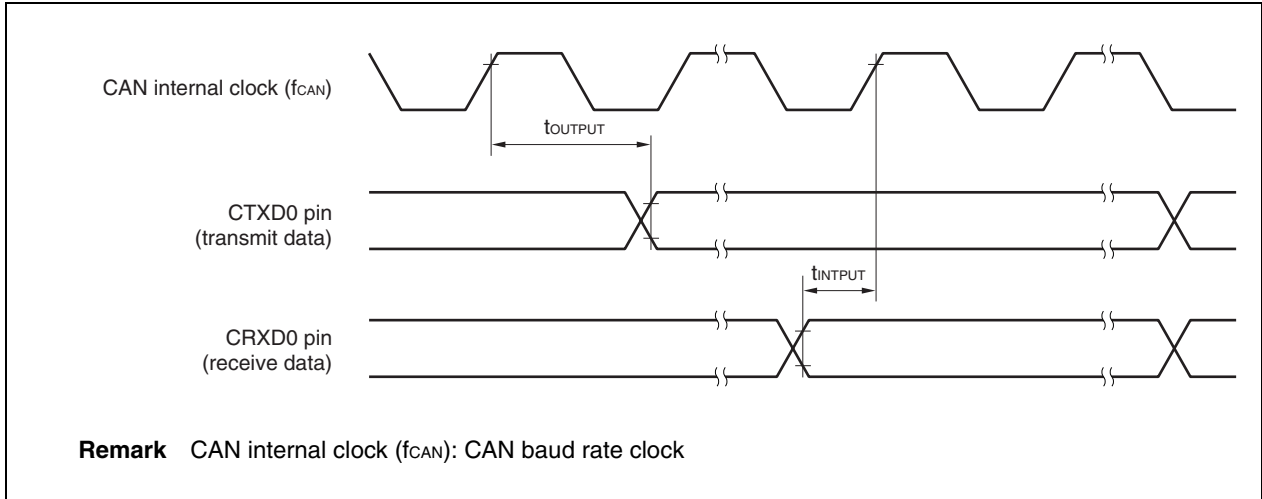 CAN internal clock (fCAN)
tOUTPUT
CTXD0 pin
(transmit data)
tINTPUT
CRXD0 pin
(receive data)
Remark CAN internal clock (fCAN): CAN baud rate clock